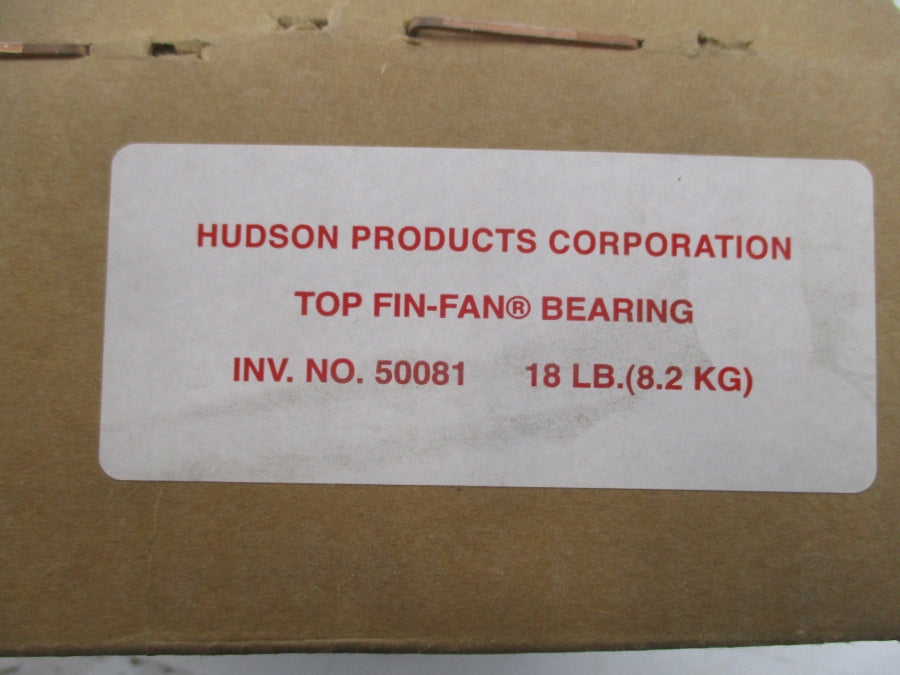 HUDSON PRODUCTS CORPORATION
TOP FIN-FAN® BEARING
INV. NO. 50081 18 LB.(8.2 KG)